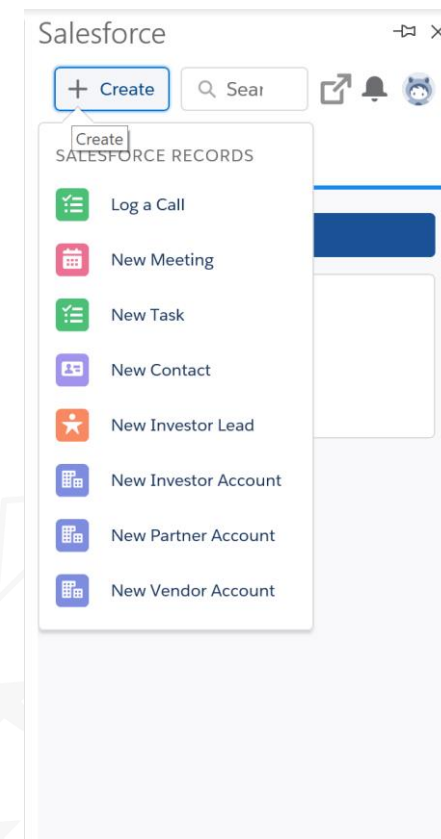 Salesforce
Create
Sear
Create
SALESFORCE RECORDS
Log a Call
New Meeting
New Task
New Contact
New Investor Lead
New Investor Account
New Partner Account
New Vendor Account